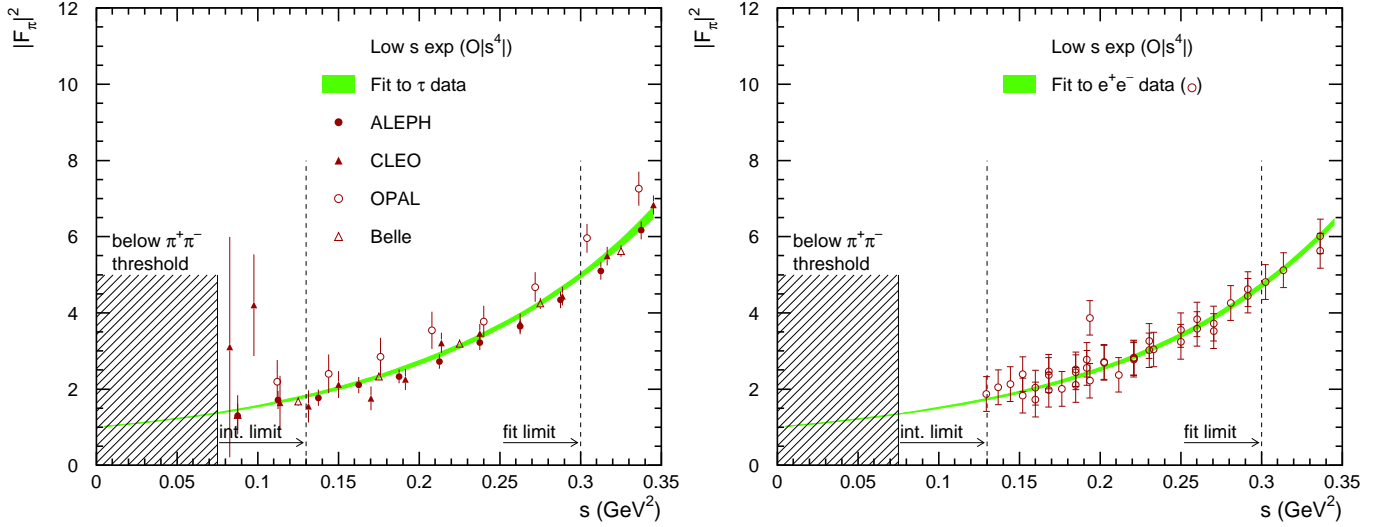 |Fπ|²
Low s exp (O|s⁴|)
Fit to τ data
ALEPH
CLEO
OPAL
Belle
below π⁺π⁻
threshold
int. limit
fit limit
0
2
4
6
8
10
12
0
0.05
0.1
0.15
0.2
0.25
0.3
0.35
s (GeV²)
|Fπ|²
Low s exp (O|s⁴|)
Fit to e⁺e⁻ data (○)
below π⁺π⁻
threshold
int. limit
fit limit
0
2
4
6
8
10
12
0
0.05
0.1
0.15
0.2
0.25
0.3
0.35
s (GeV²)